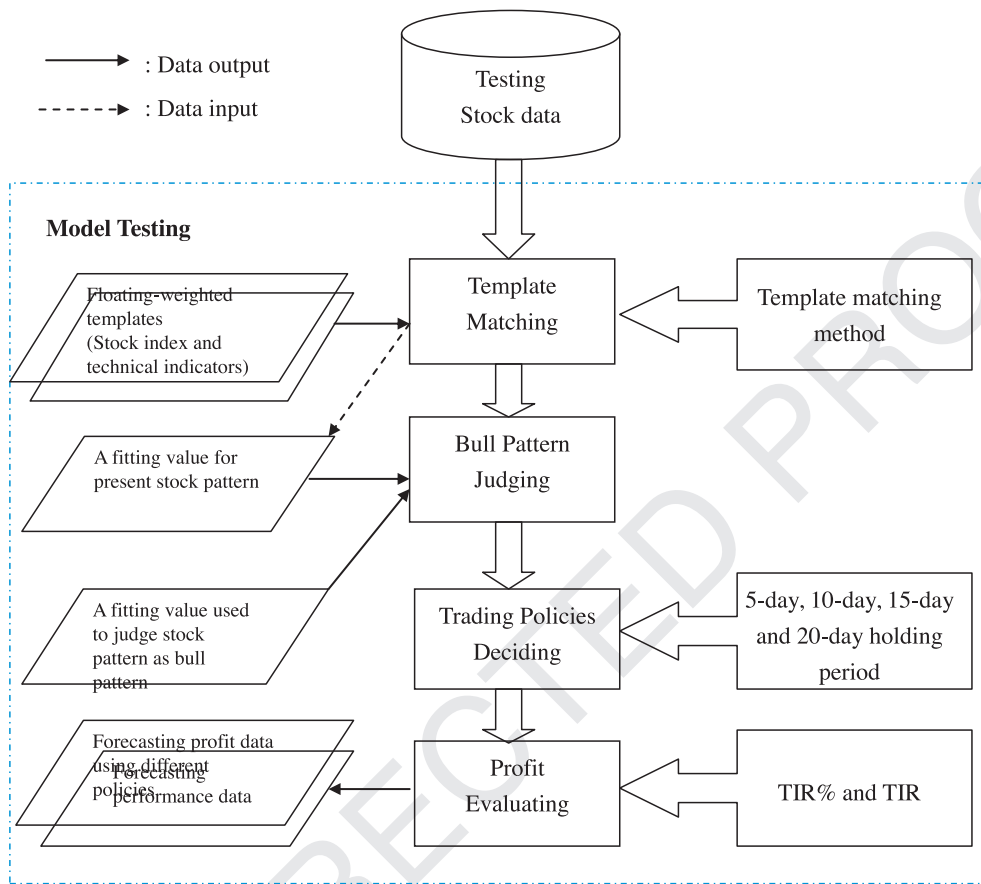 : Data output
: Data input
Testing
Stock data
Model Testing
Floating-weighted
templates
(Stock index and
technical indicators)
Template
Matching
Template matching
method
A fitting value for
present stock pattern
Bull Pattern
Judging
A fitting value used
to judge stock
pattern as bull
pattern
Trading Policies
Deciding
5-day, 10-day, 15-day
and 20-day holding
period
Forecasting profit data
using different
policies
Forecasting
performance data
Profit
Evaluating
TIR% and TIR
ECTED PROO